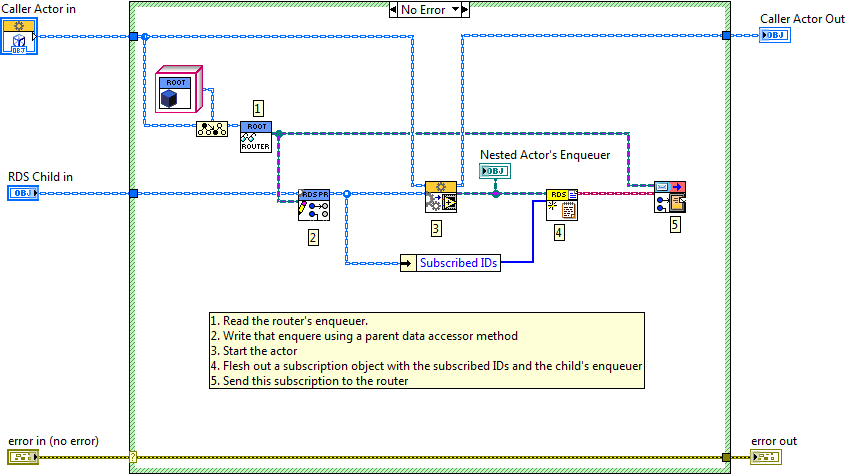 Caller Actor in
No Error
Caller Actor Out
OBJ
OBJ
ROOT
1
ROOT
ROUTER
Nested Actor's Enqueuer
OBJ
RDS Child in
OBJ
RDS PR
RDS
2
3
4
5
Subscribed IDs
1. Read the router's enqueuer.
2. Write that enquere using a parent data accessor method
3. Start the actor
4. Flesh out a subscription object with the subscribed IDs and the child's enqueuer
5. Send this subscription to the router
error in (no error)
?
error out